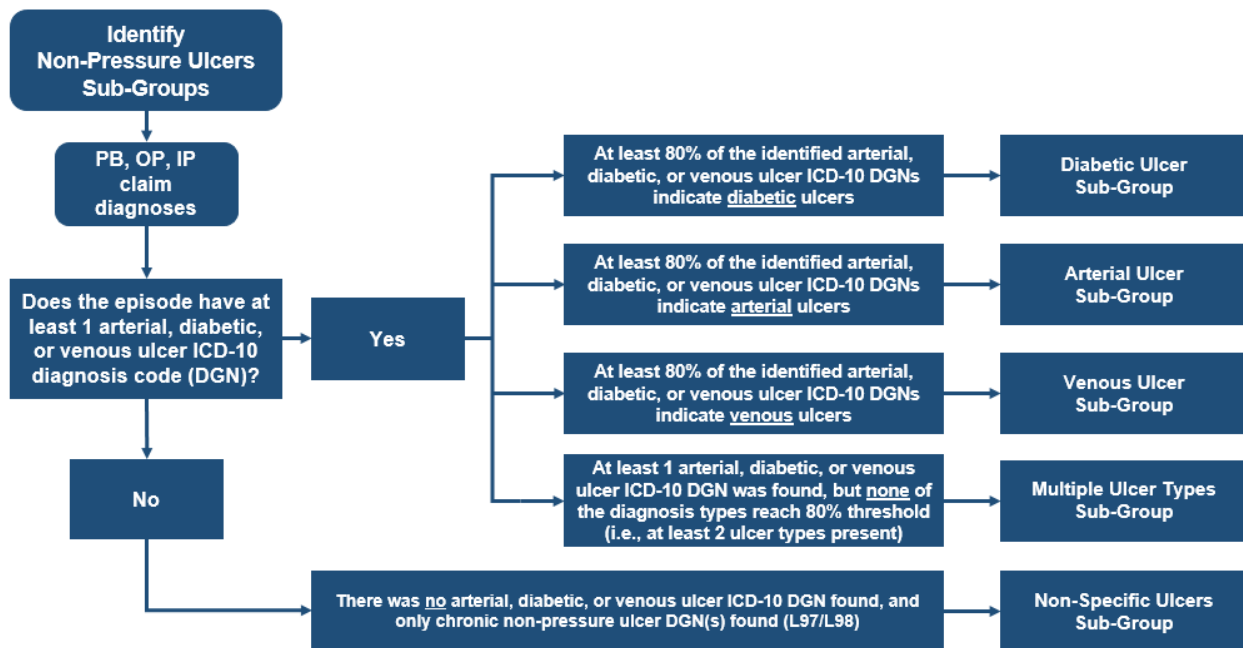 Identify
Non-Pressure Ulcers
Sub-Groups
PB, OP, IP
claim
diagnoses
Does the episode have at
least 1 arterial, diabetic,
or venous ulcer ICD-10
diagnosis code (DGN)?
Yes
No
At least 80% of the identified arterial,
diabetic, or venous ulcer ICD-10 DGNs
indicate diabetic ulcers
Diabetic Ulcer
Sub-Group
At least 80% of the identified arterial,
diabetic, or venous ulcer ICD-10 DGNs
indicate arterial ulcers
Arterial Ulcer
Sub-Group
At least 80% of the identified arterial,
diabetic, or venous ulcer ICD-10 DGNs
indicate venous ulcers
Venous Ulcer
Sub-Group
At least 1 arterial, diabetic, or venous
ulcer ICD-10 DGN was found, but none of
the diagnosis types reach 80% threshold
(i.e., at least 2 ulcer types present)
Multiple Ulcer Types
Sub-Group
There was no arterial, diabetic, or venous ulcer ICD-10 DGN found, and
only chronic non-pressure ulcer DGN(s) found (L97/L98)
Non-Specific Ulcers
Sub-Group